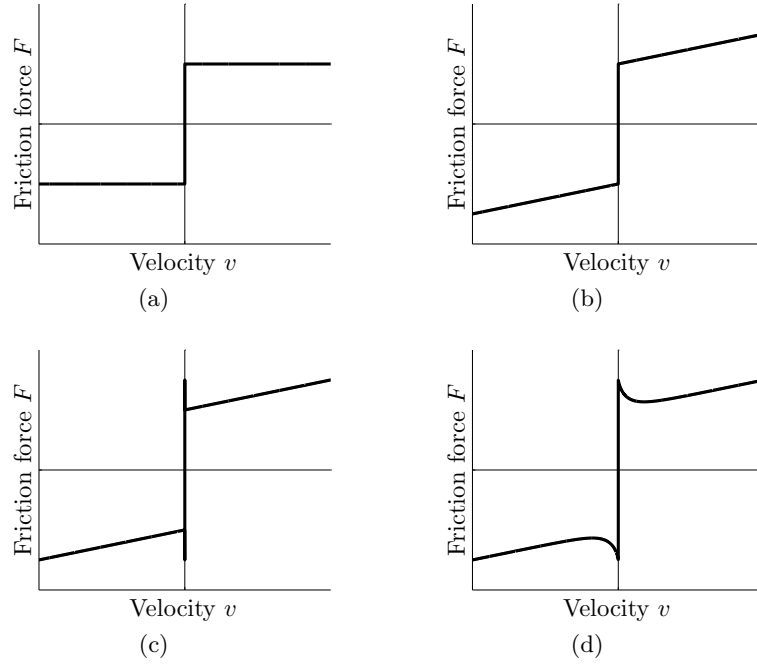 Friction force F
Velocity v
(a)
Friction force F
Velocity v
(b)
Friction force F
Velocity v
(c)
Friction force F
Velocity v
(d)